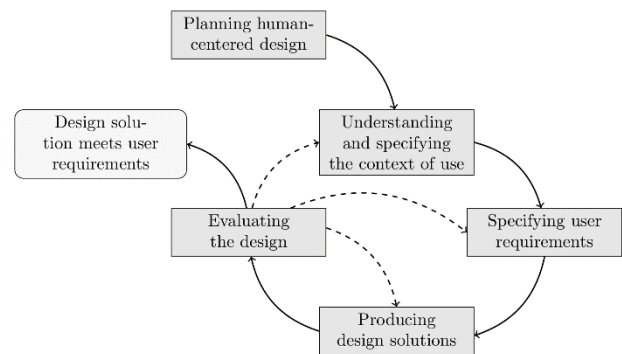 Planning human-
centered design
Design solu-
tion meets user
requirements
Understanding
and specifying
the context of use
Evaluating
the design
Specifying user
requirements
Producing
design solutions